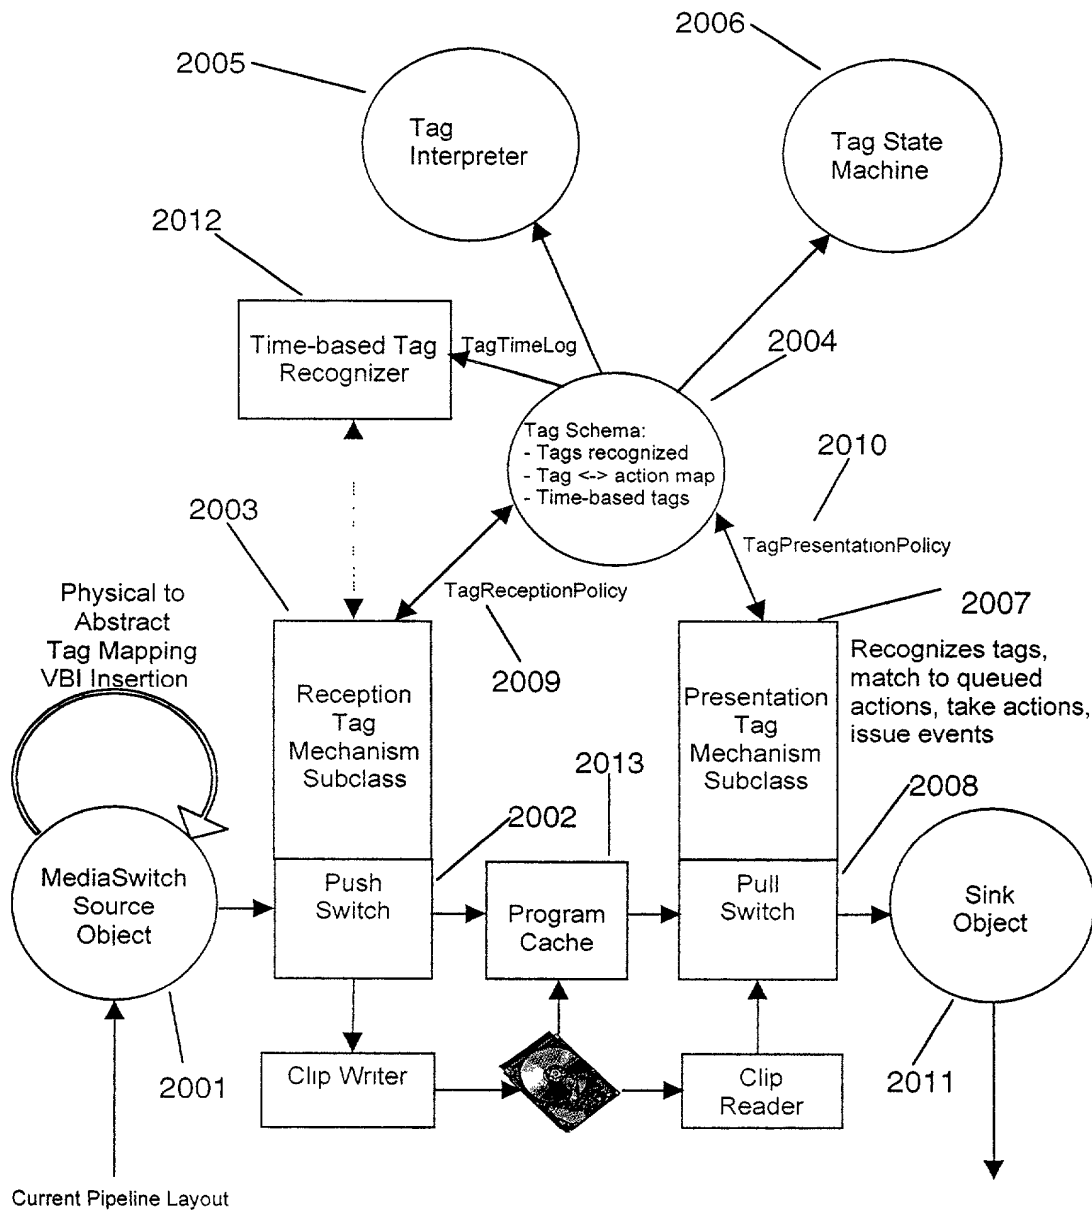 2006
2005
Tag
Interpreter
Tag State
Machine
2012
Time-based Tag
Recognizer
TagTimeLog
2004
Tag Schema:
- Tags recognized
- Tag <-> action map
- Time-based tags
2010
2003
TagPresentationPolicy
TagReceptionPolicy
Physical to
Abstract
Tag Mapping
VBI Insertion
2007
2009
Recognizes tags,
match to queued
actions, take actions,
issue events
Reception
Tag
Mechanism
Subclass
Presentation
Tag
Mechanism
Subclass
2013
2002
2008
MediaSwitch
Source
Object
Push
Switch
Program
Cache
Pull
Switch
Sink
Object
2001
Clip Writer
Clip
Reader
2011
Current Pipeline Layout